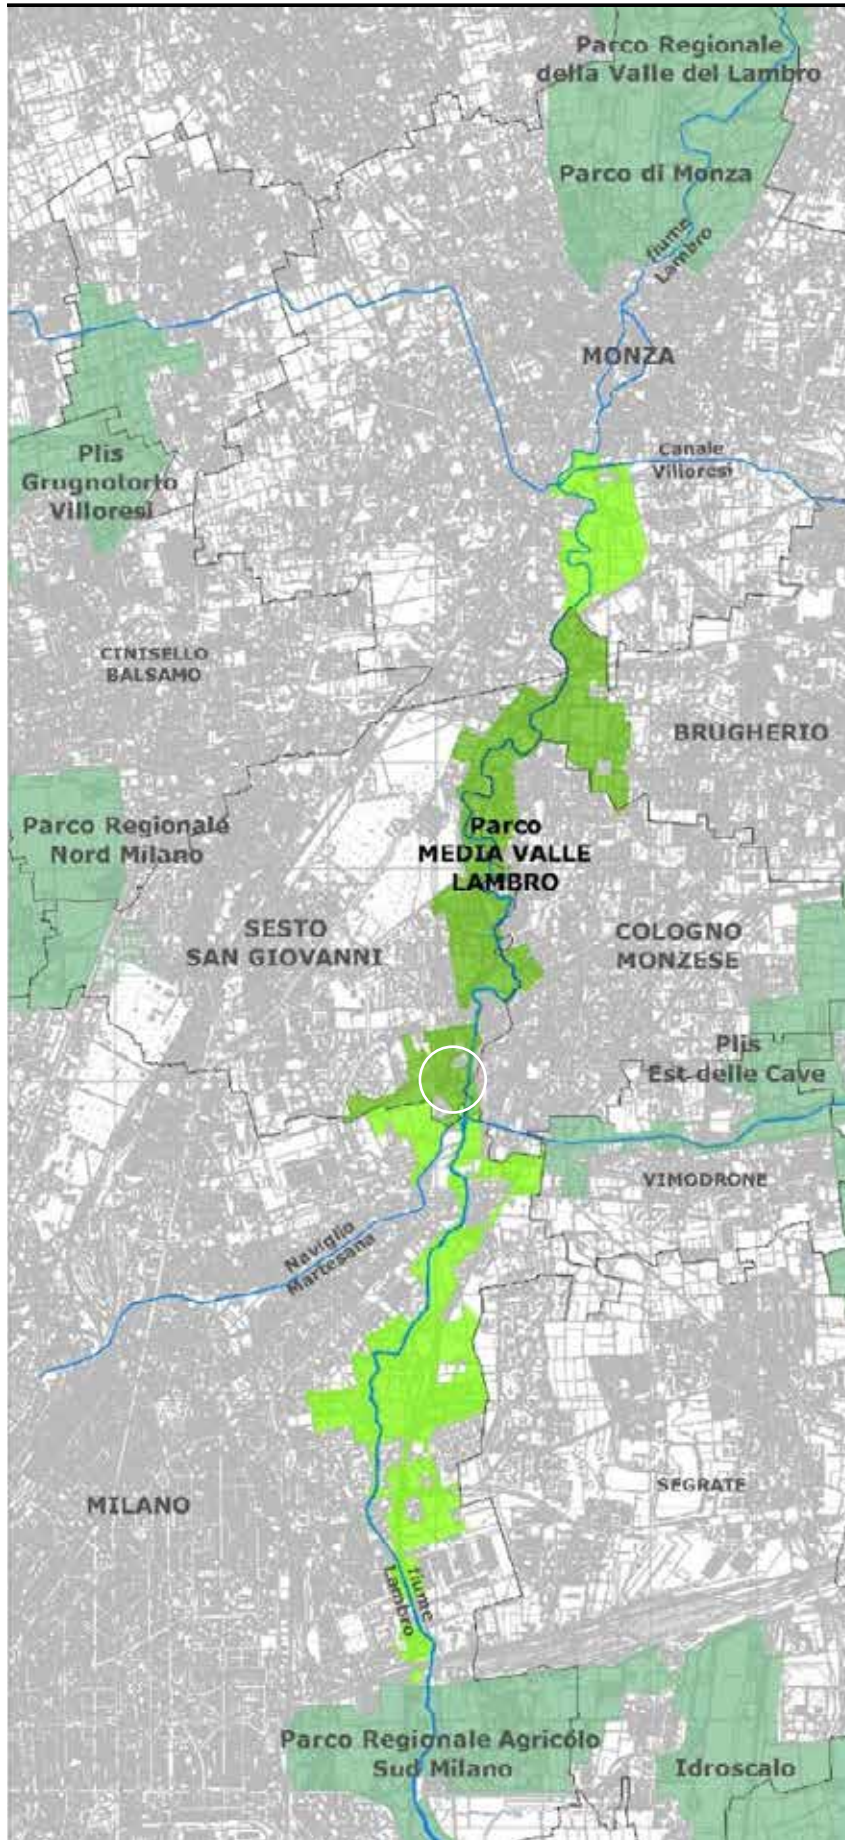 Parco Regionale
della Valle del Lambro
Parco di Monza
fiume
Lambro
MONZA
Canale
Villoresi
Plis
Grugnotorto
Villoresi
CINISELLO
BALSAMO
BRUGHERIO
Parco Regionale
Nord Milano
Parco
MEDIA VALLE
LAMBRO
SESTO
SAN GIOVANNI
COLOGNO
MONZESE
Plis
Est delle Cave
VIMODRONE
Naviglio
Martesana
SEGRATE
MILANO
fiume
Lambro
Parco Regionale Agricolo
Sud Milano
Idroscalo